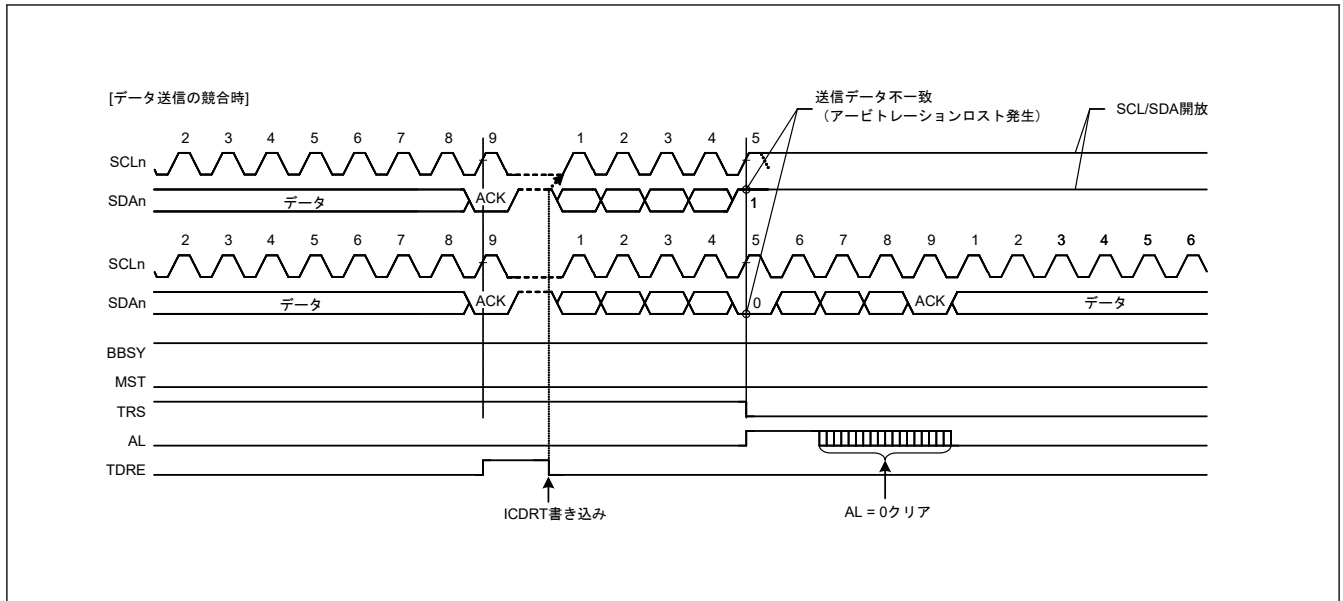 [データ送信の競合時]
送信データ不一致
（アービトレーションロスト発生）
SCL/SDA開放
2 3 4 5 6 7 8 9 1 2 3 4 5
SCLn
SDAn データ ACK 1
2 3 4 5 6 7 8 9 1 2 3 4 5 6 7 8 9 1 2 3 4 5 6
SCLn
SDAn データ ACK 0 ACK データ
BBSY
MST
TRS
AL
TDRE
ICDRT書き込み
AL = 0クリア